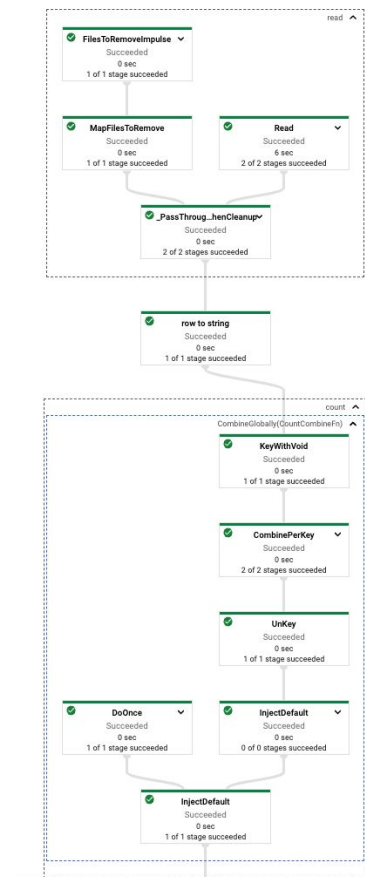 read
FilesToRemoveImpulse
Succeeded
0 sec
1 of 1 stage succeeded
MapFilesToRemove
Succeeded
0 sec
1 of 1 stage succeeded
Read
Succeeded
6 sec
2 of 2 stages succeeded
_PassThroug...henCleanup
Succeeded
0 sec
2 of 2 stages succeeded
row to string
Succeeded
0 sec
1 of 1 stage succeeded
count
CombineGlobally(CountCombineFn)
KeyWithVoid
Succeeded
0 sec
1 of 1 stage succeeded
CombinePerKey
Succeeded
0 sec
2 of 2 stages succeeded
UnKey
Succeeded
0 sec
1 of 1 stage succeeded
DoOnce
Succeeded
0 sec
1 of 1 stage succeeded
InjectDefault
Succeeded
0 sec
0 of 0 stages succeeded
InjectDefault
Succeeded
0 sec
1 of 1 stage succeeded